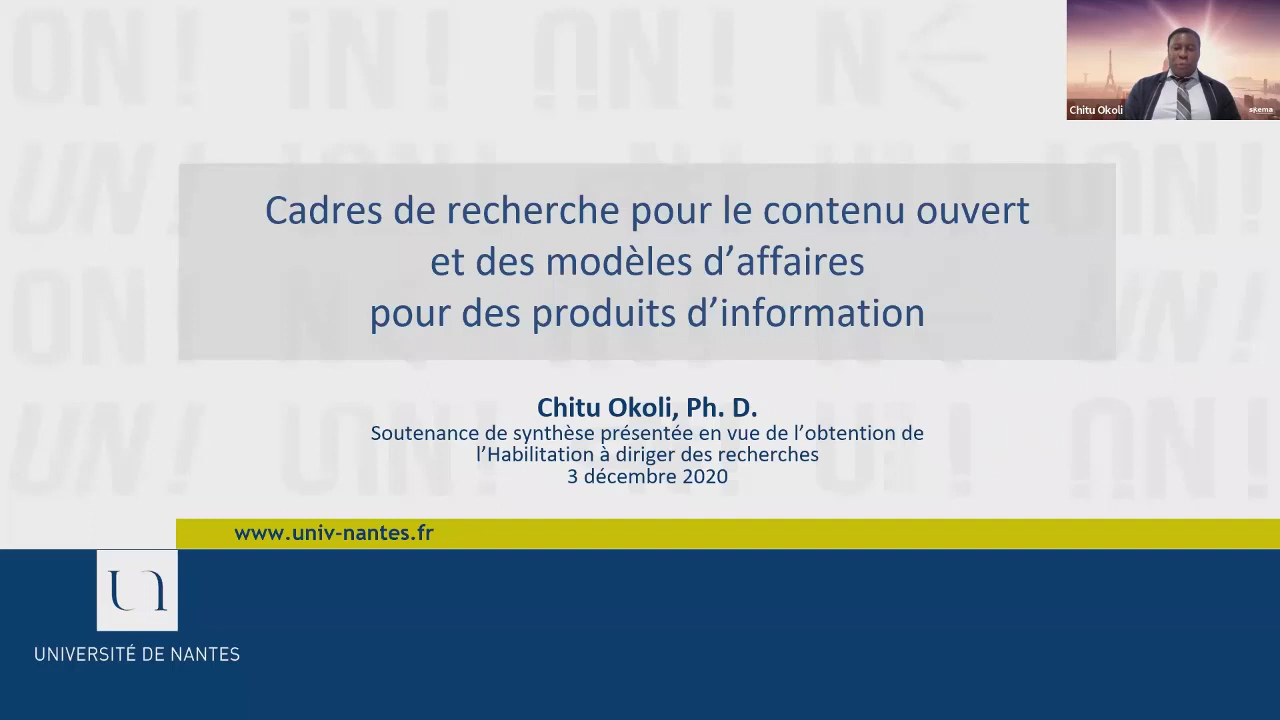 Chitu Okoli
skema
Cadres de recherche pour le contenu ouvert
et des modèles d’affaires
pour des produits d’information
Chitu Okoli, Ph. D.
Soutenance de synthèse présentée en vue de l’obtention de
l’Habilitation à diriger des recherches
3 décembre 2020
www.univ-nantes.fr
UNIVERSITÉ DE NANTES